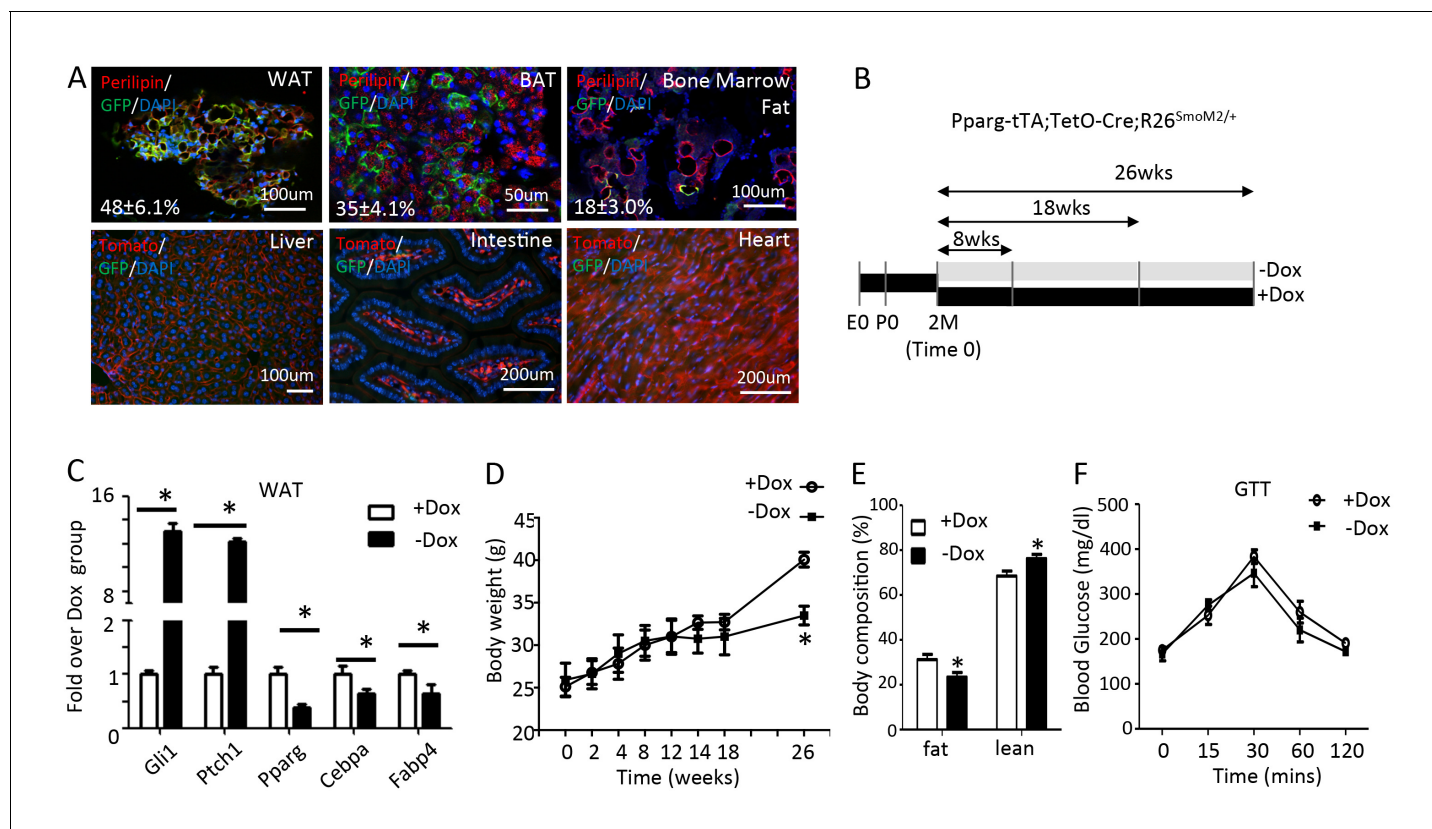 A
Perilipin/
GFP/DAPI
WAT
48±6.1%
100um
Perilipin/
GFP/DAPI
BAT
35±4.1%
50um
Perilipin/
GFP/DAPI
Bone Marrow
Fat
18±3.0%
100um
Tomato/
GFP/DAPI
Liver
100um
Tomato/
GFP/DAPI
Intestine
200um
Tomato/
GFP/DAPI
Heart
200um
B
Pparg-tTA;TetO-Cre;R26SmoM2/+
26wks
18wks
8wks
-Dox
+Dox
E0 P0 2M
(Time 0)
C
WAT
+Dox
-Dox
Fold over Dox group
16
8
2
1
0
* * * * *
Gli1 Ptch1 Pparg Cebpa Fabp4
D
+Dox
-Dox
Body weight (g)
45
40
35
30
25
20
*
0 2 4 8 12 14 18 26
Time (weeks)
E
+Dox
-Dox
Body composition (%)
100
80
60
40
20
0
* *
fat lean
F
GTT
+Dox
-Dox
Blood Glucose (mg/dl)
500
400
300
200
100
0
0 15 30 60 120
Time (mins)